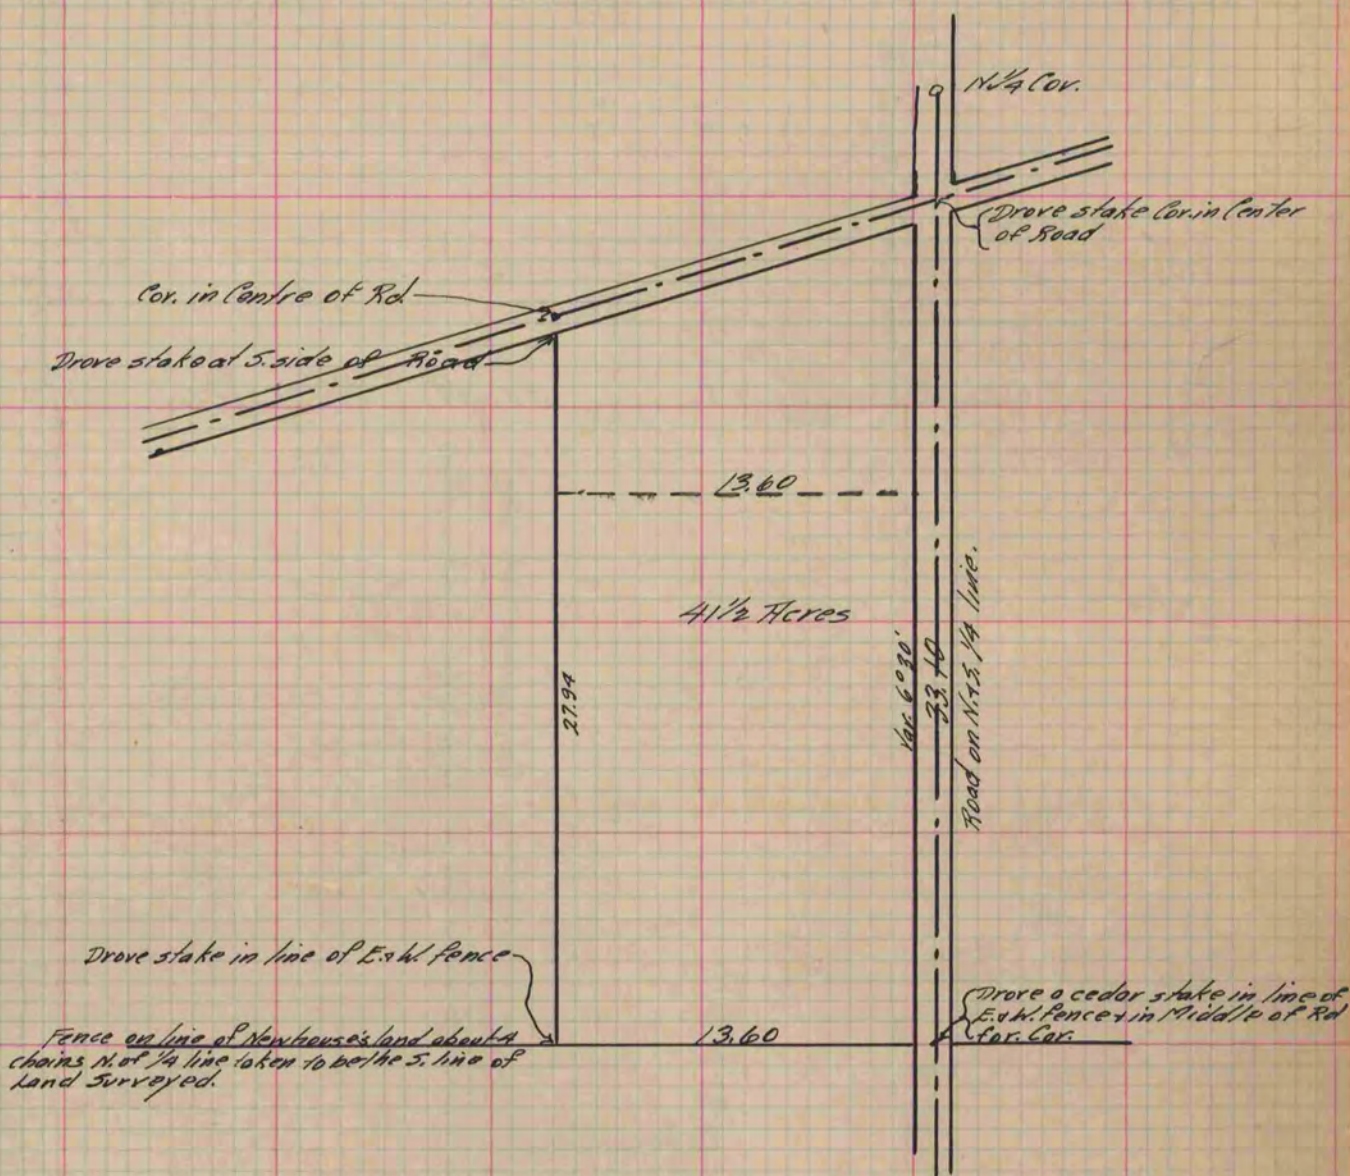 N. 1/4 Cor.
Drove stake Cor. in Center
of Road
Cor. in Centre of Rd.
Drove stake at S. side of Road
13.60
41 1/2 Acres
27.94
Var. 6° 30'
33.40
Road on N. & S. 1/4 line.
Drove stake in line of E. & W. fence
Fence on line of Newhouse's land about 4
chains N. of 1/4 line taken to be the S. line of
Land Surveyed.
13.60
Drove a cedar stake in line of
E. & W. fence & in Middle of Rd
for. Cor.